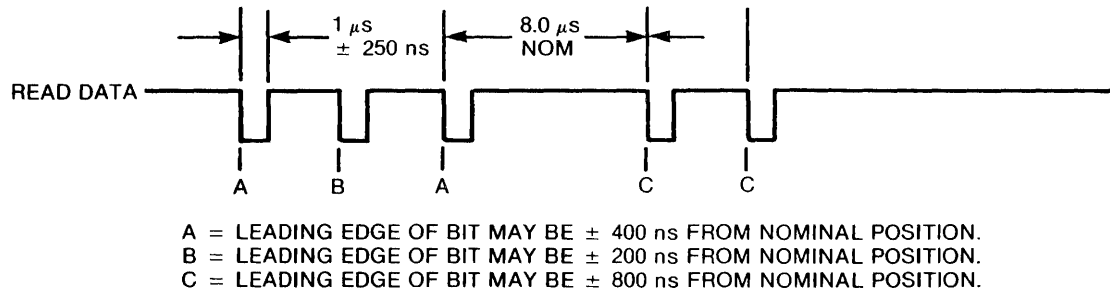 1 μs
± 250 ns
8.0 μs
NOM
READ DATA
A B A C C
A = LEADING EDGE OF BIT MAY BE ± 400 ns FROM NOMINAL POSITION.
B = LEADING EDGE OF BIT MAY BE ± 200 ns FROM NOMINAL POSITION.
C = LEADING EDGE OF BIT MAY BE ± 800 ns FROM NOMINAL POSITION.